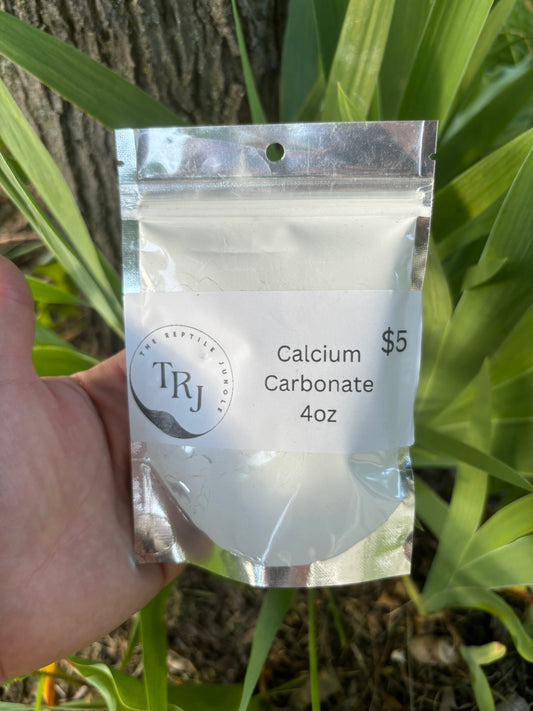 THE REPTILE JUNGLE
TRJ
Calcium
Carbonate
4oz
$5